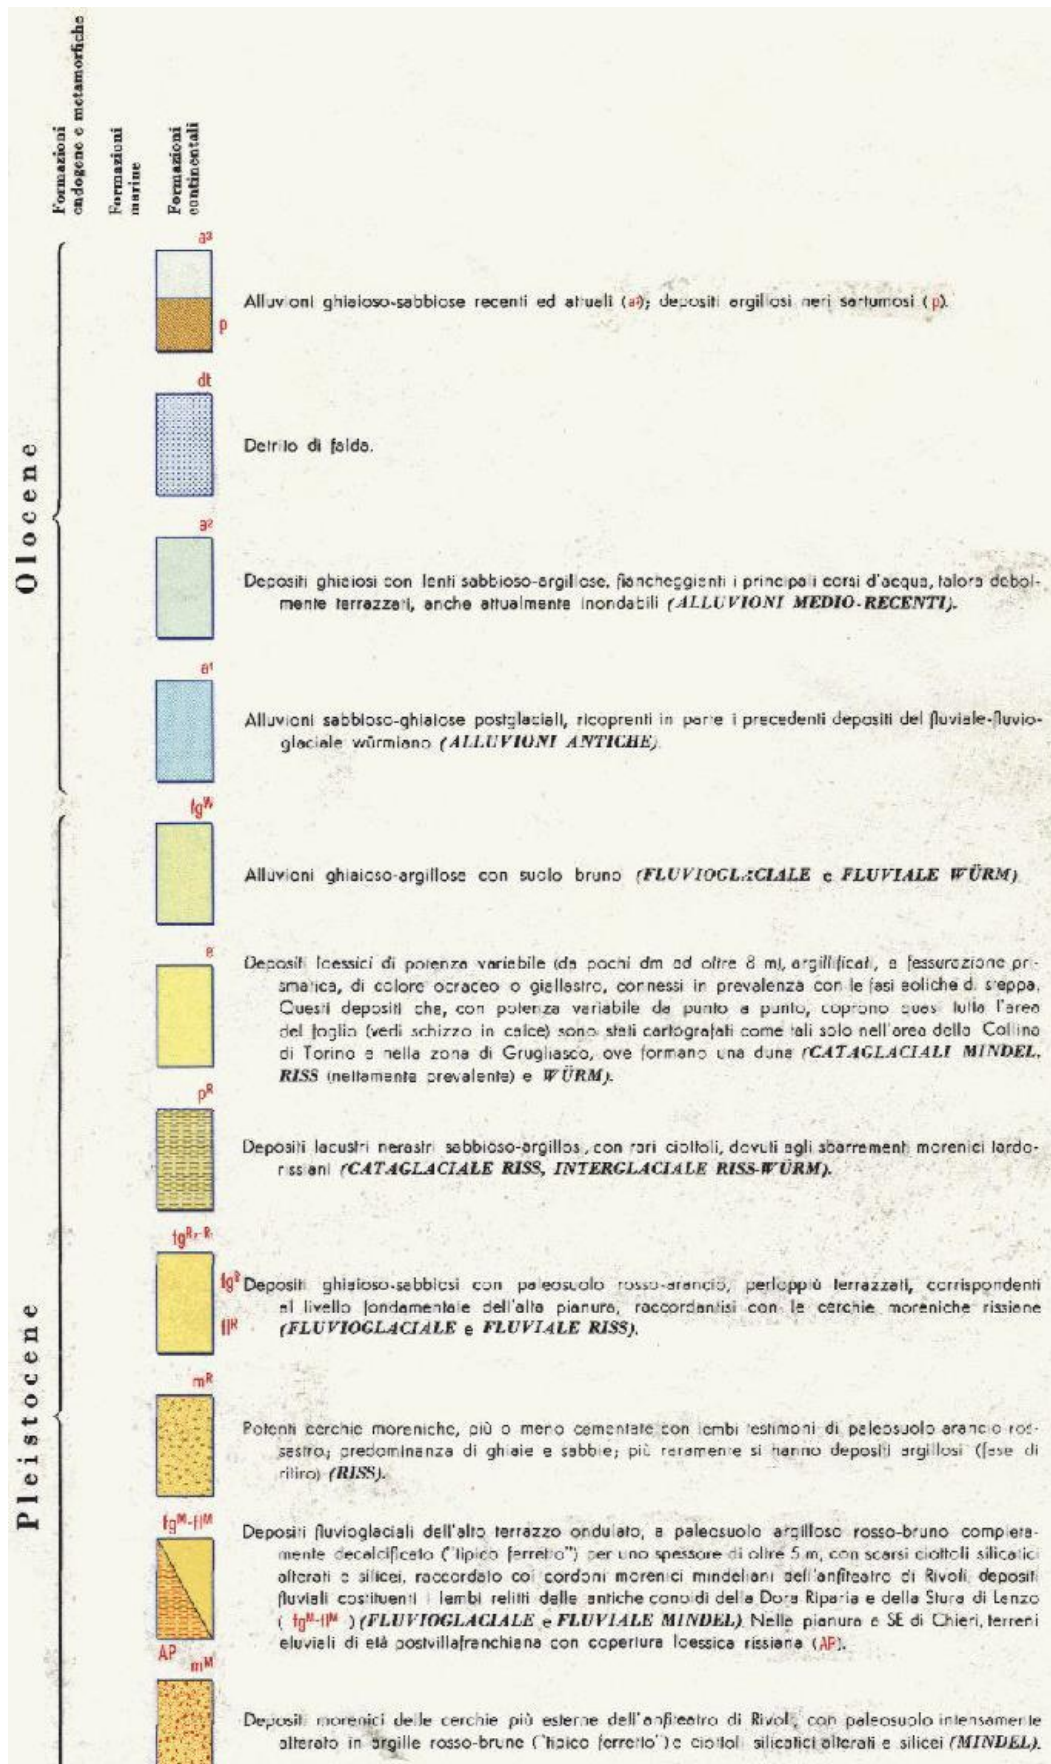 Formazioni
endogene e metamorfiche
Formazioni
marine
Formazioni
continentali
Olocene
a3
Alluvioni ghiaioso-sabbiose recenti ed attuali (a3); depositi argillosi neri sartumosi (p).
p
dt
Detrito di falda.
a2
Depositi ghiaiosi con lenti sabbioso-argillose, fiancheggianti i principali corsi d'acqua, talora debol-
mente terrazzati, anche attualmente inondabili (ALLUVIONI MEDIO-RECENTI).
a1
Alluvioni sabbioso-ghiaiose postglaciali, ricoprenti in parte i precedenti depositi del fluviale-fluvio-
glaciale würmiano (ALLUVIONI ANTICHE)
Pleistocene
fgW
Alluvioni ghiaioso-argillose con suolo bruno (FLUVIOGLACIALE e FLUVIALE WÜRM)
e
Depositi loessici di potenza variabile (da pochi dm ad oltre 8 m), argillificati, a fessurazione pri-
smatica, di colore ocraceo o giallastro, connessi in prevalenza con le fasi eoliche di steppa.
Questi depositi che, con potenza variabile da punto a punto, coprono quasi tutta l'area
del foglio (vedi schizzo in calce) sono stati cartografati come tali solo nell'area della Collina
di Torino e nella zona di Grugliasco, ove formano una duna (CATAGLACIALI MINDEL,
RISS (nettamente prevalente) e WÜRM).
pR
Depositi lacustri nerastri sabbioso-argillosi, con rari ciottoli, dovuti agli sbarramenti morenici tardo-
rissiani (CATAGLACIALE RISS, INTERGLACIALE RISS-WÜRM).
fgR
Depositi ghiaioso-sabbiosi con paleosuolo rosso-arancio, perloppiù terrazzati, corrispondenti
al livello fondamentale dell'alta pianura, raccordantisi con le cerchie moreniche rissiane
flR
(FLUVIOGLACIALE e FLUVIALE RISS).
mR
Potenti cerchie moreniche, più o meno cementate con lembi testimoni di paleosuolo arancio ros-
sastro; predominanza di ghiaie e sabbie; più raramente si hanno depositi argillosi (fase di
ritiro) (RISS).
fgM-flM
Depositi fluvioglaciali dell'alto terrazzo ondulato, a paleosuolo argilloso rosso-bruno completa-
mente decalcificato ("tipico ferretto") per uno spessore di oltre 5 m, con scarsi ciottoli silicatici
alterati e silicei, raccordato coi cordoni morenici mindeliani dell'anfiteatro di Rivoli, depositi
fluviali costituenti i lembi relitti delle antiche conoidi della Dora Riparia e della Stura di Lanzo
( fgM-flM ) (FLUVIOGLACIALE e FLUVIALE MINDEL) Nella pianura a SE di Chieri, terreni
eluviali di età postvillafranchiana con copertura loessica rissiana (AP).
AP
mM
Depositi morenici delle cerchie più esterne dell'anfiteatro di Rivoli, con paleosuolo intensamente
alterato in argille rosso-brune ("tipico ferretto") e ciottoli silicatici alterati e silicei (MINDEL).